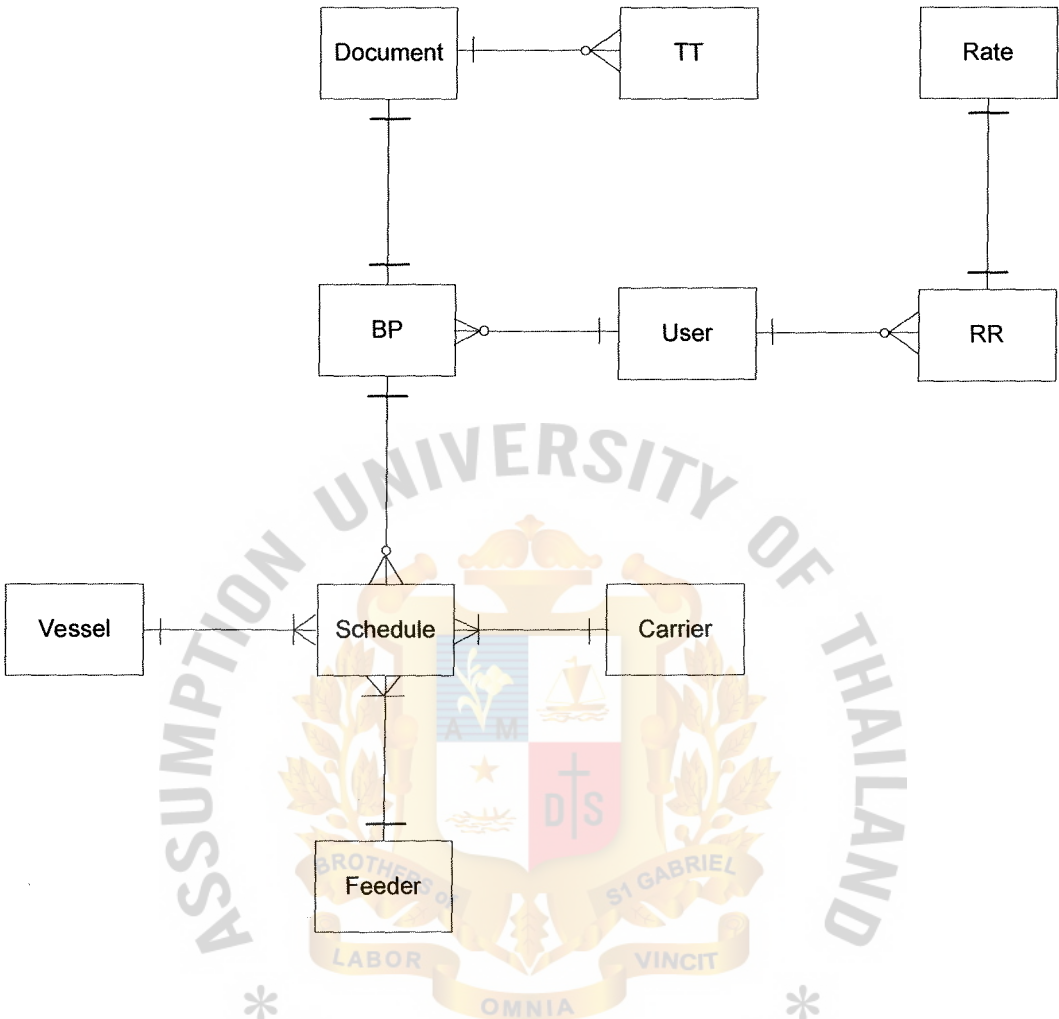 Document
TT
Rate
BP
User
RR
UNIVERSITY OF
ASSUMPTION
THAILAND
Vessel
Schedule
Carrier
A M
D S
Feeder
BROTHERS of
S1 GABRIEL
LABOR
VINCIT
OMNIA